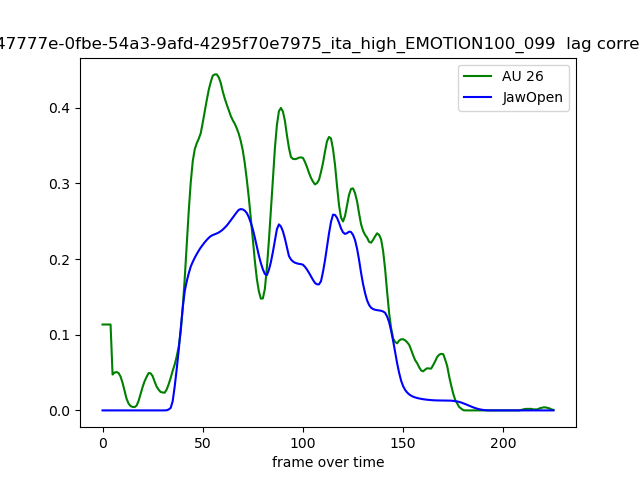 47777e-0fbe-54a3-9afd-4295f70e7975_ita_high_EMOTION100_099  lag corre
AU 26
JawOpen
0.4
0.3
0.2
0.1
0.0
0
50
100
150
200
frame over time